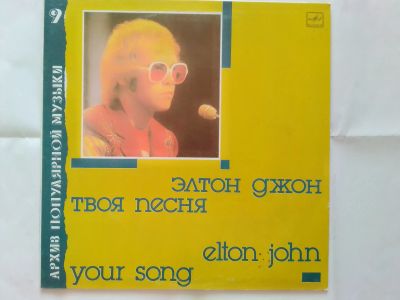 9
АРХИВ ПОПУЛЯРНОЙ МУЗЫКИ
элтон джон
твоя песня
elton john
your song